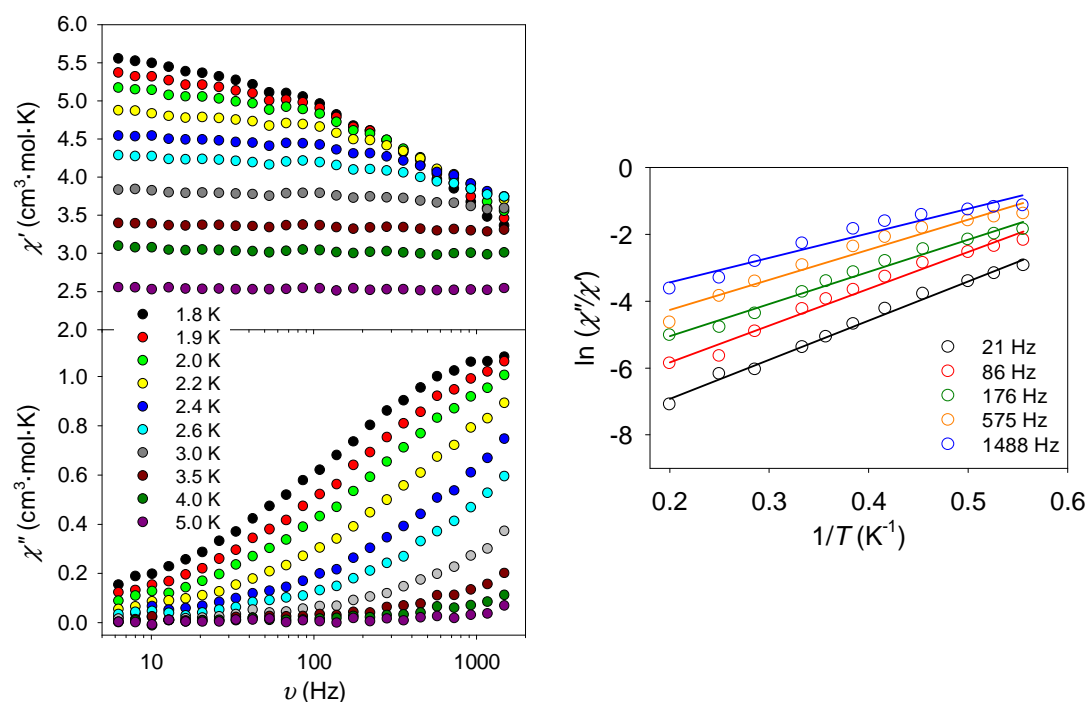 6.0
5.5
5.0
4.5
4.0
3.5
3.0
2.5
2.0
χ′ (cm³·mol·K)
1.8 K
1.9 K
2.0 K
2.2 K
2.4 K
2.6 K
3.0 K
3.5 K
4.0 K
5.0 K
1.0
0.8
0.6
0.4
0.2
0.0
χ″ (cm³·mol·K)
10 100 1000
υ (Hz)
0
-2
-4
-6
-8
ln (χ″/χ′)
21 Hz
86 Hz
176 Hz
575 Hz
1488 Hz
0.2 0.3 0.4 0.5 0.6
1/T (K⁻¹)